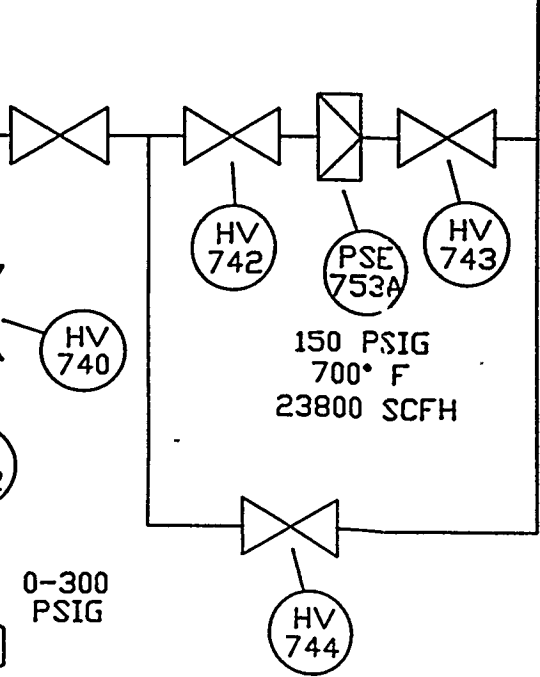 HV
742
PSE
753A
HV
743
150 PSIG
700° F
23800 SCFH
HV
740
0-300
PSIG
HV
744